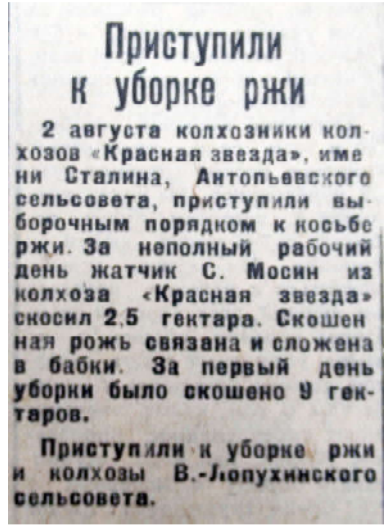 Приступили
к уборке ржи
2 августа колхозники кол-
хозов «Красная звезда», име
ни Сталина, Антопьевского
сельсовета, приступили вы-
борочным порядком к косьбе
ржи. За неполный рабочий
день жатчик С. Мосин из
колхоза «Красная звезда»
скосил 2,5 гектара. Скошен
ная рожь связана и сложена
в бабки. За первый день
уборки было скошено 9 гек-
таров.
Приступили к уборке ржи
и колхозы В.-Лопухинского
сельсовета.